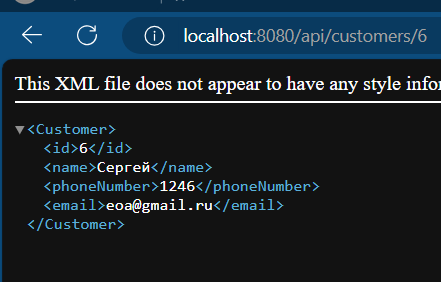 localhost:8080/api/customers/6
This XML file does not appear to have any style
<Customer>
<id>6</id>
<name>Сергей</name>
<phoneNumber>1246</phoneNumber>
<email>eoa@gmail.ru</email>
</Customer>